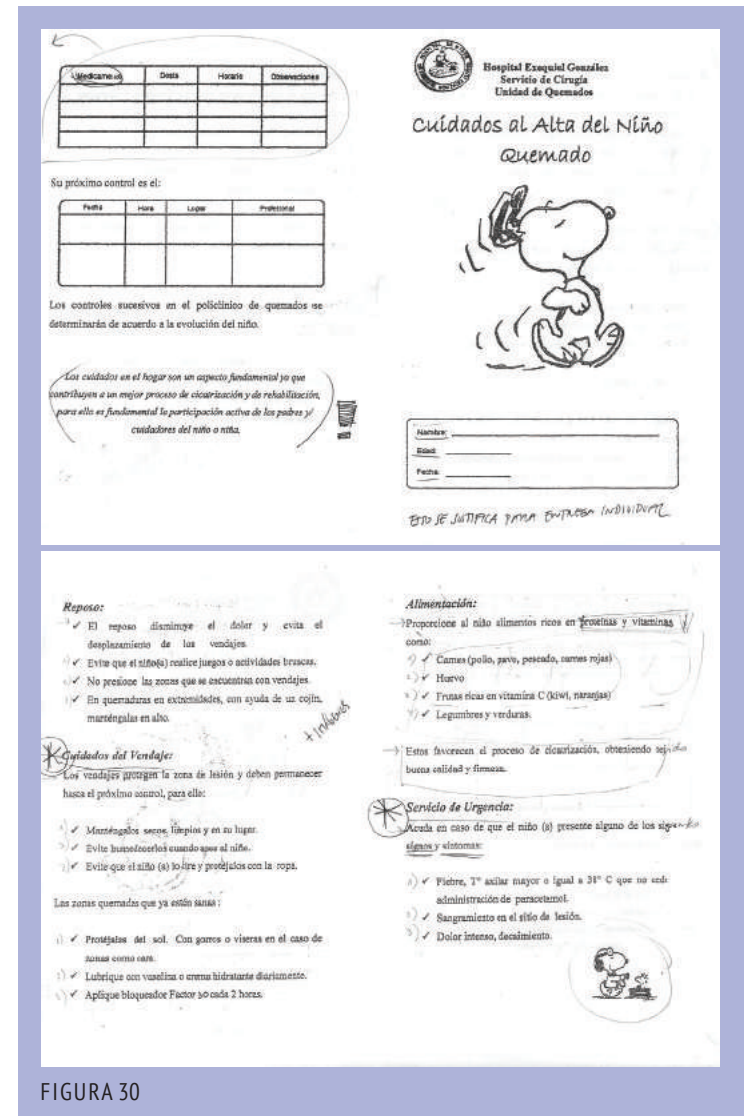 Medicamentos Dosis Horario Observaciones
Su próximo control es el:
Fecha Hora Lugar Profesional
Los controles sucesivos en el policlínico de quemados se
determinarán de acuerdo a la evolución del niño.
Los cuidados en el hogar son un aspecto fundamental ya que
contribuyen a un mejor proceso de cicatrización y de rehabilitación,
para ello es fundamental la participación activa de los padres y/
cuidadores del niño o niña.
Hospital Exequiel González
Servicio de Cirugía
Unidad de Quemados
Cuidados al Alta del Niño
Quemado
Nombre:
Edad:
Fecha:
ESTO SE JUSTIFICA PARA ENTREGA INDIVIDUAL
Reposo:
✓ El reposo disminuye el dolor y evita el
desplazamiento de los vendajes.
✓ Evite que el niño(a) realice juegos o actividades bruscas.
✓ No presione las zonas que se encuentran con vendajes.
✓ En quemaduras en extremidades, con ayuda de un cojín,
manténgalas en alto.
Cuidados del Vendaje:
Los vendajes protegen la zona de lesión y deben permanecer
hasta el próximo control, para ello:
✓ Manténgalos secos, limpios y en su lugar.
✓ Evite humedecerlos cuando asee al niño.
✓ Evite que el niño (a) lo tire y protéjalos con la ropa.
Las zonas quemadas que ya están sanas :
✓ Protéjalas del sol. Con gorros o viseras en el caso de
zonas como cara.
✓ Lubrique con vaselina o crema hidratante diariamente.
✓ Aplique bloqueador Factor 50 cada 2 horas.
Alimentación:
Proporcione al niño alimentos ricos en proteínas y vitaminas
como:
1) ✓ Carnes (pollo, pavo, pescado, carnes rojas)
2) ✓ Huevo
3) ✓ Frutas ricas en vitamina C (kiwi, naranjas)
4) ✓ Legumbres y verduras.
Estos favorecen el proceso de cicatrización, obteniendo tejido
buena calidad y firmeza.
Servicio de Urgencia:
Acuda en caso de que el niño (a) presente alguno de los siguientes
signos y síntomas:
✓ Fiebre, Tº axilar mayor o igual a 38° C que no cede
administración de paracetamol.
✓ Sangramiento en el sitio de lesión.
✓ Dolor intenso, decaimiento.
FIGURA 30